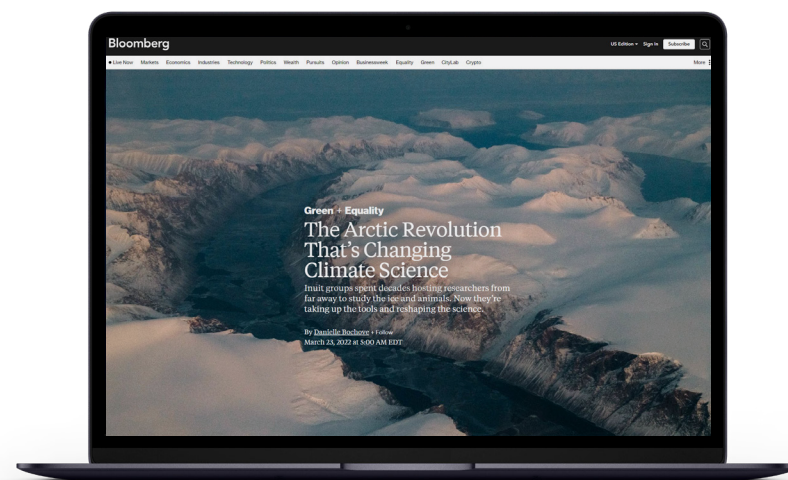 Bloomberg
US Edition Sign In Subscribe
Live Now Markets Economics Industries Technology Politics Wealth Pursuits Opinion Businessweek Equality Green CityLab Crypto More
Green + Equality
The Arctic Revolution
That's Changing
Climate Science
Inuit groups spent decades hosting researchers from
far away to study the ice and animals. Now they're
taking up the tools and reshaping the science.
By Danielle Bochove + Follow
March 23, 2022 at 5:00 AM EDT